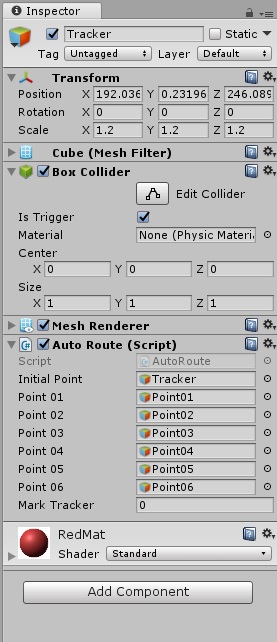 Inspector
Tracker Static
Tag Untagged Layer Default
Transform
Position X 192.036 Y 0.23196 Z 246.089
Rotation X 0 Y 0 Z 0
Scale X 1.2 Y 1.2 Z 1.2
Cube (Mesh Filter)
Box Collider
Edit Collider
Is Trigger
Material None (Physic Materi
Center
X 0 Y 0 Z 0
Size
X 1 Y 1 Z 1
Mesh Renderer
Auto Route (Script)
Script AutoRoute
Initial Point Tracker
Point 01 Point01
Point 02 Point02
Point 03 Point03
Point 04 Point04
Point 05 Point05
Point 06 Point06
Mark Tracker 0
RedMat
Shader Standard
Add Component